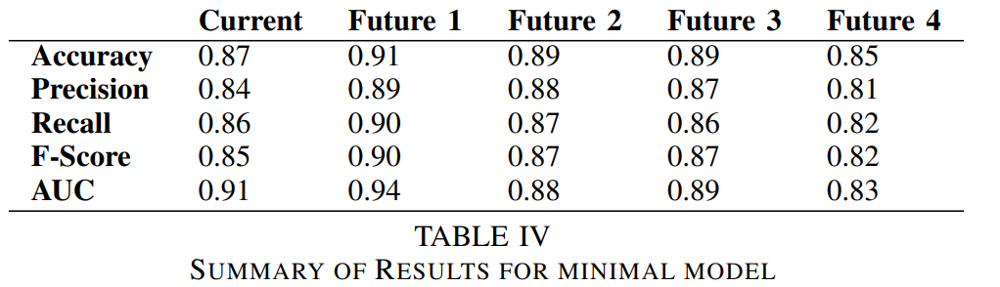 Current Future 1 Future 2 Future 3 Future 4
Accuracy 0.87 0.91 0.89 0.89 0.85
Precision 0.84 0.89 0.88 0.87 0.81
Recall 0.86 0.90 0.87 0.86 0.82
F-Score 0.85 0.90 0.87 0.87 0.82
AUC 0.91 0.94 0.88 0.89 0.83
TABLE IV
SUMMARY OF RESULTS FOR MINIMAL MODEL